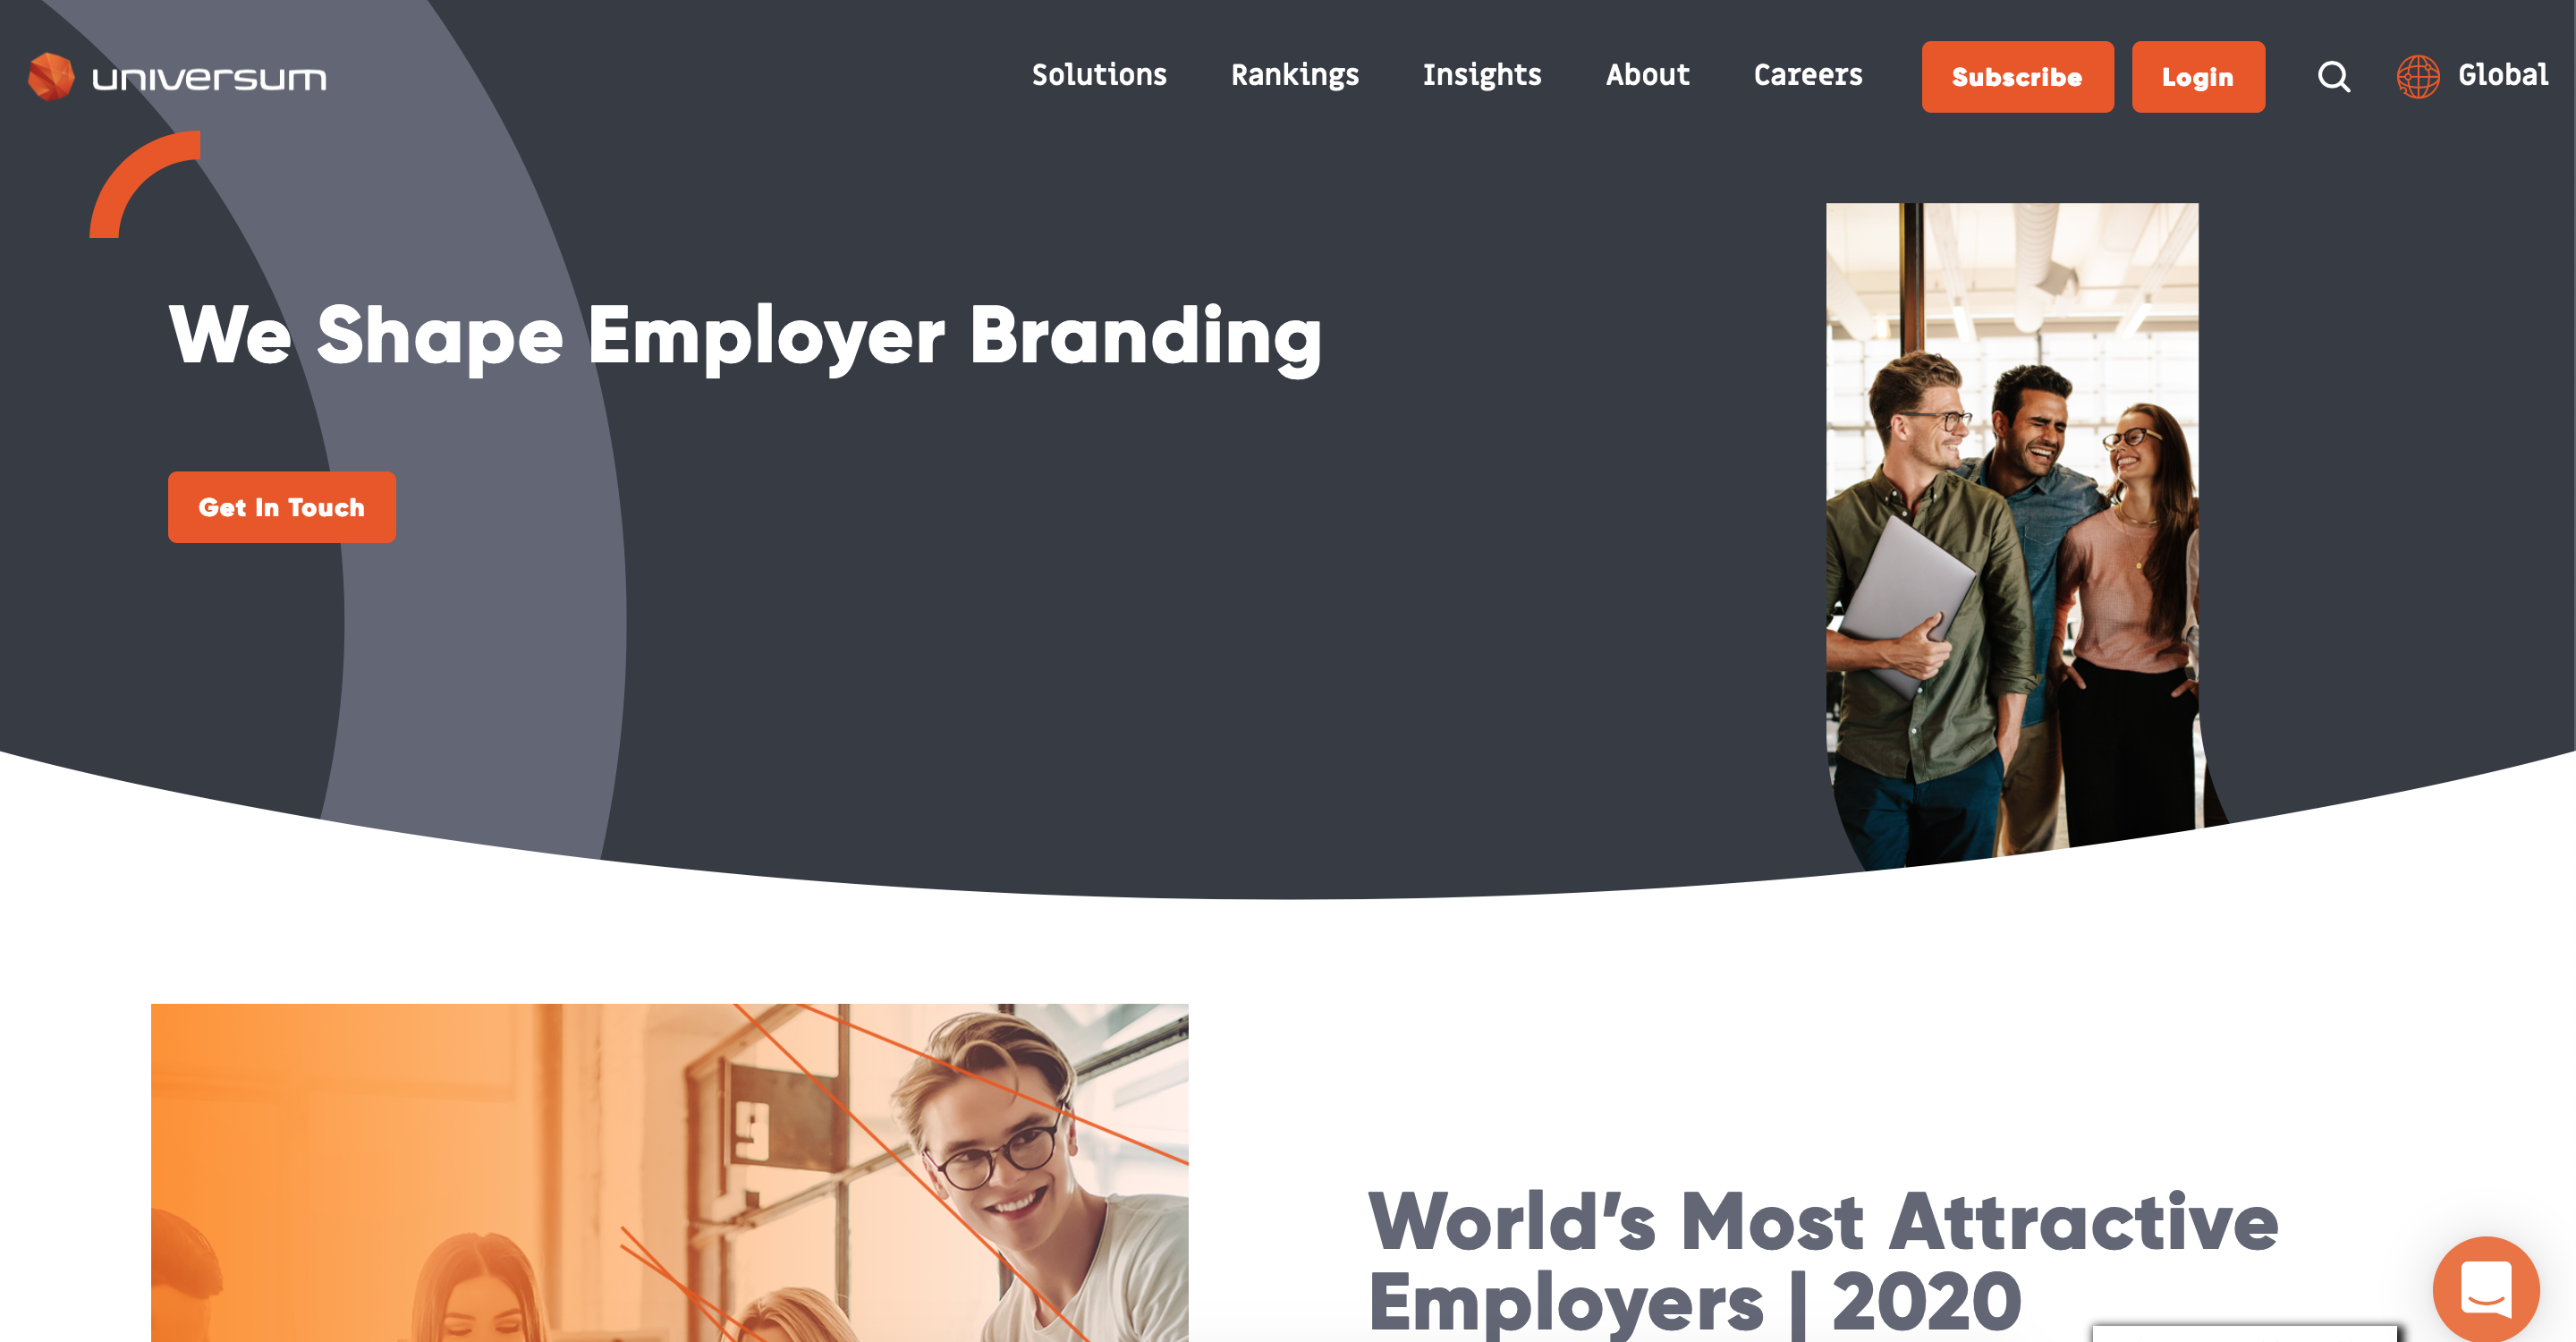 universum
Solutions Rankings Insights About Careers Subscribe Login Global
We Shape Employer Branding
Get In Touch
World’s Most Attractive
Employers | 2020